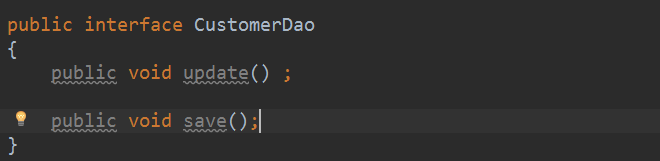 public interface CustomerDao
{
public void update() ;
public void save();
}